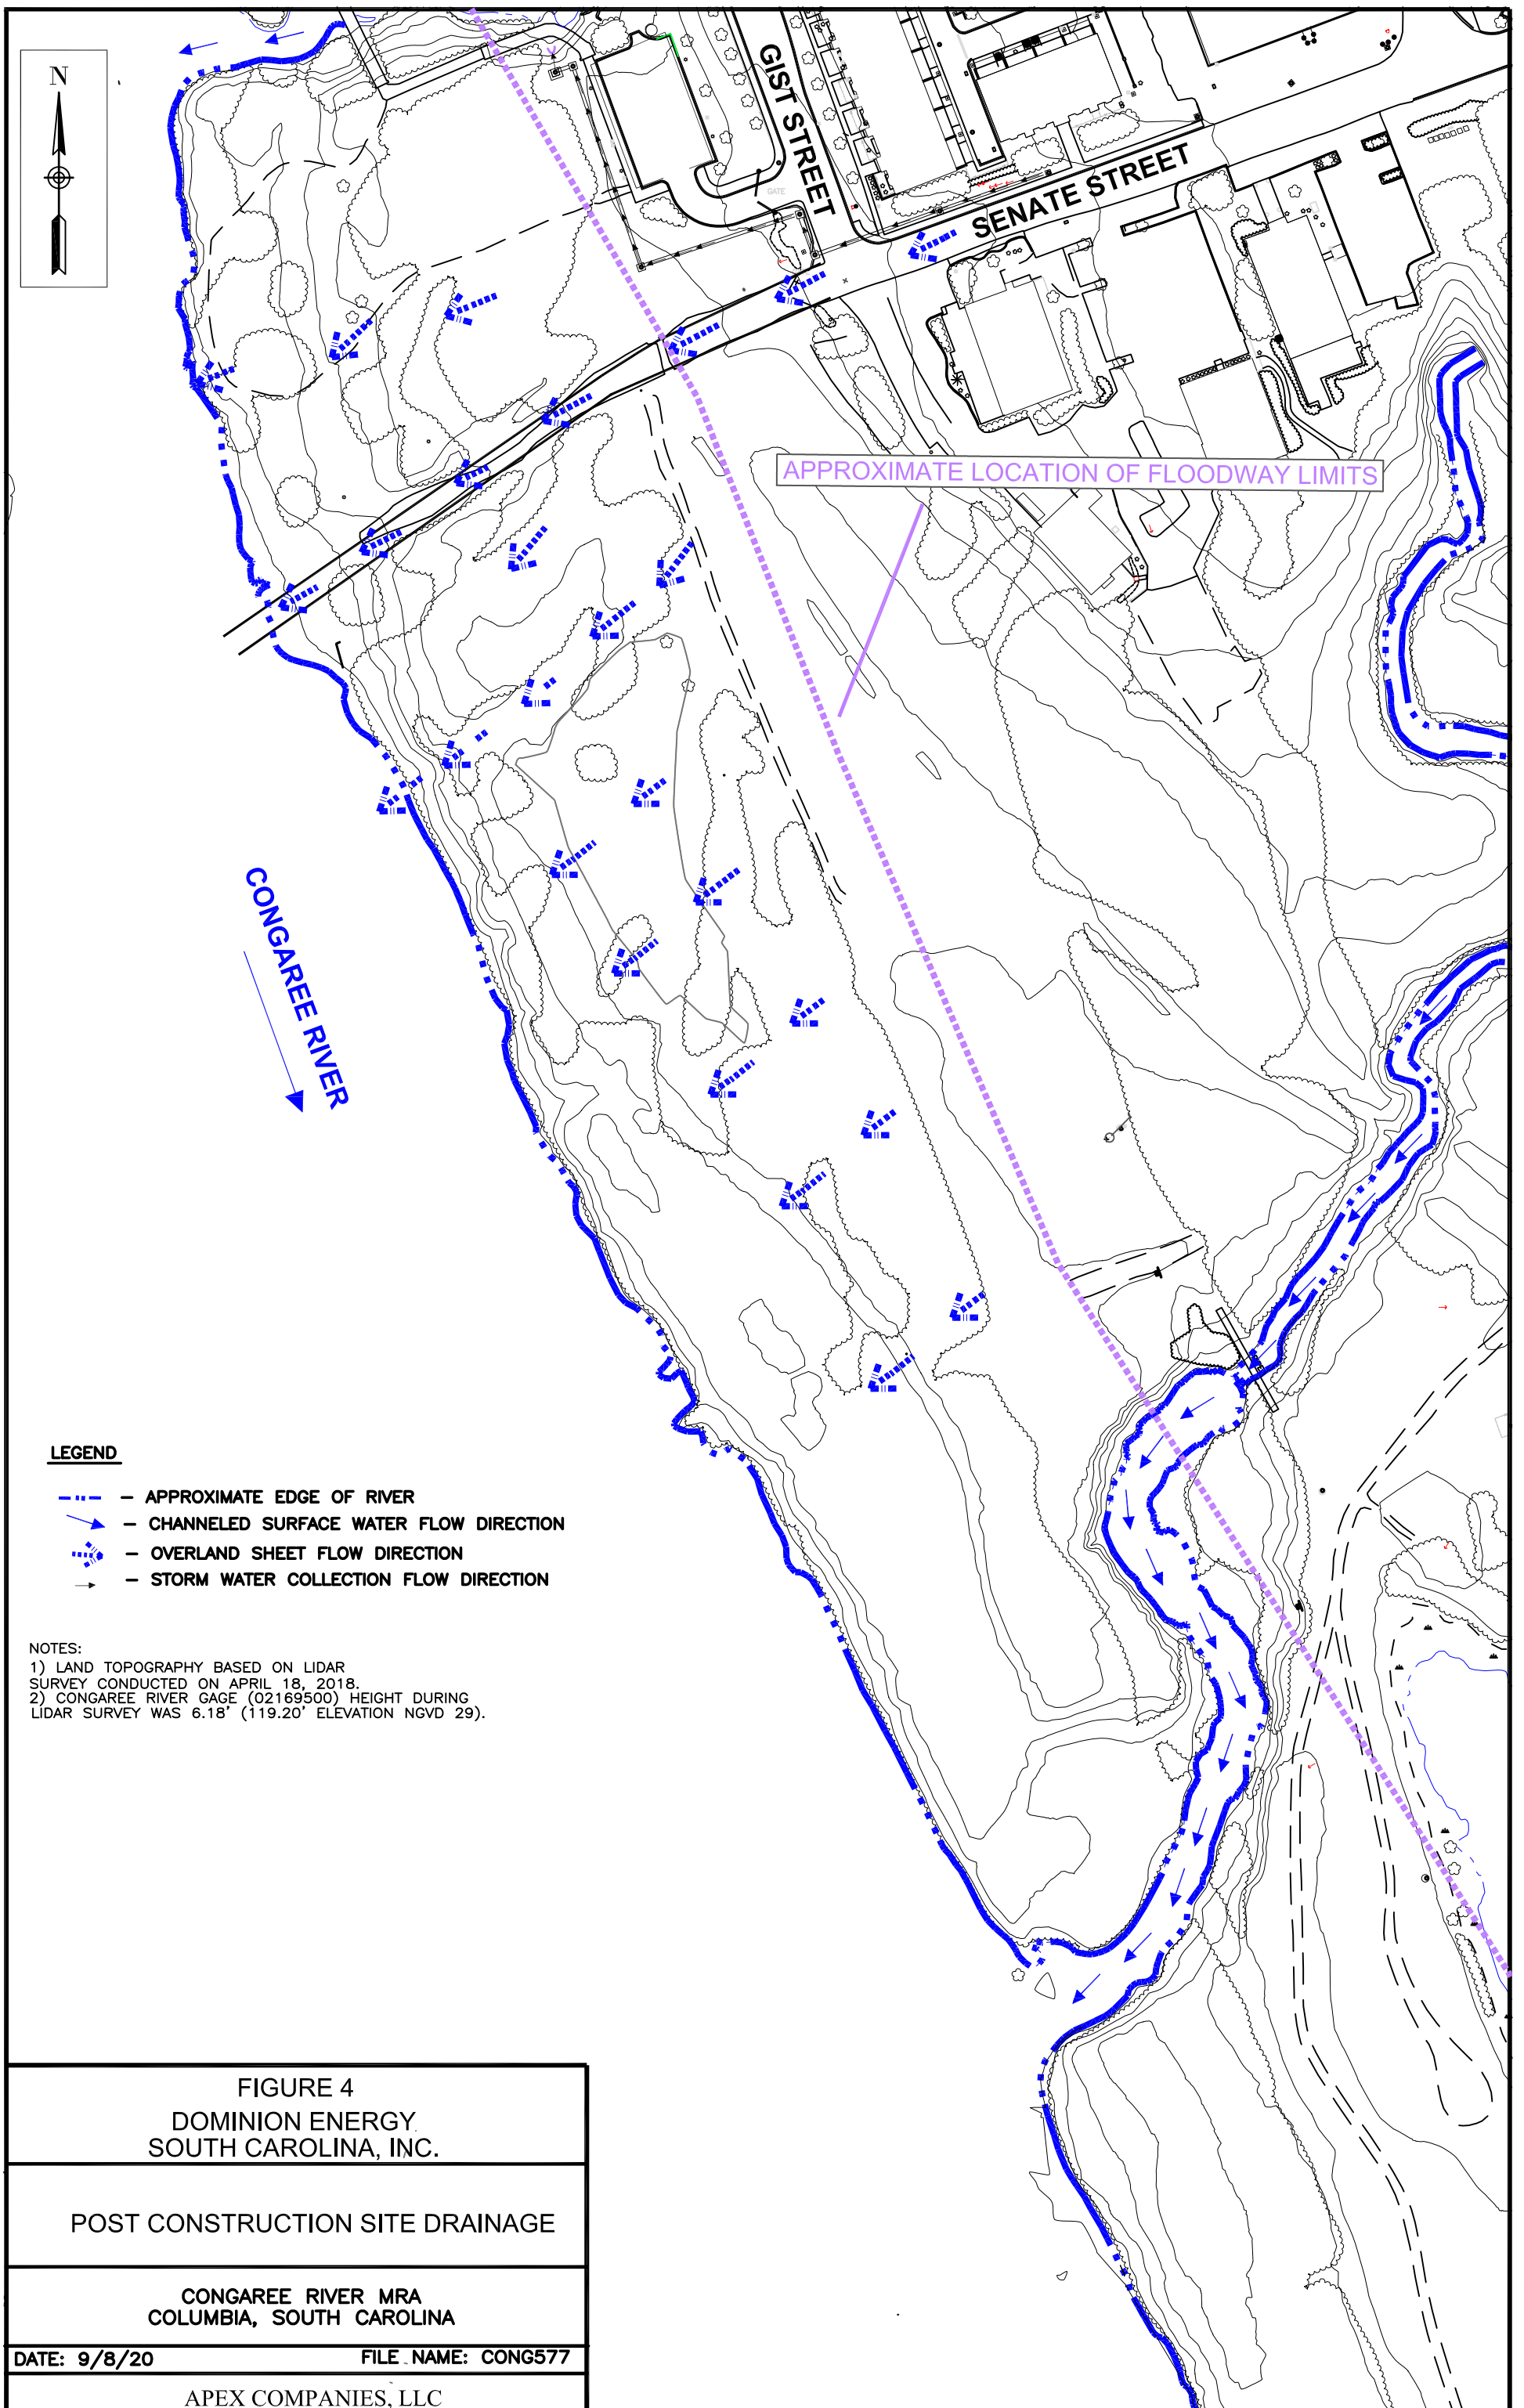 N
GIST STREET
GATE
SENATE STREET
APPROXIMATE LOCATION OF FLOODWAY LIMITS
CONGAREE RIVER
LEGEND
– APPROXIMATE EDGE OF RIVER
– CHANNELED SURFACE WATER FLOW DIRECTION
– OVERLAND SHEET FLOW DIRECTION
– STORM WATER COLLECTION FLOW DIRECTION
NOTES:
1) LAND TOPOGRAPHY BASED ON LIDAR
SURVEY CONDUCTED ON APRIL 18, 2018.
2) CONGAREE RIVER GAGE (02169500) HEIGHT DURING
LIDAR SURVEY WAS 6.18' (119.20' ELEVATION NGVD 29).
FIGURE 4
DOMINION ENERGY
SOUTH CAROLINA, INC.
POST CONSTRUCTION SITE DRAINAGE
CONGAREE RIVER MRA
COLUMBIA, SOUTH CAROLINA
DATE: 9/8/20 FILE NAME: CONG577
APEX COMPANIES, LLC